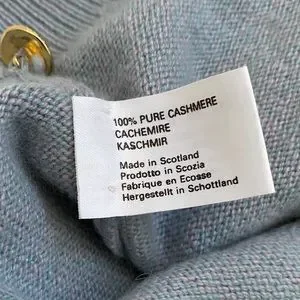 100% PURE CASHMERE
CACHEMIRE
KASCHMIR
Made in Scotland
Prodotto in Scozia
Fabrique en Ecosse
Hergestellt in Schottland